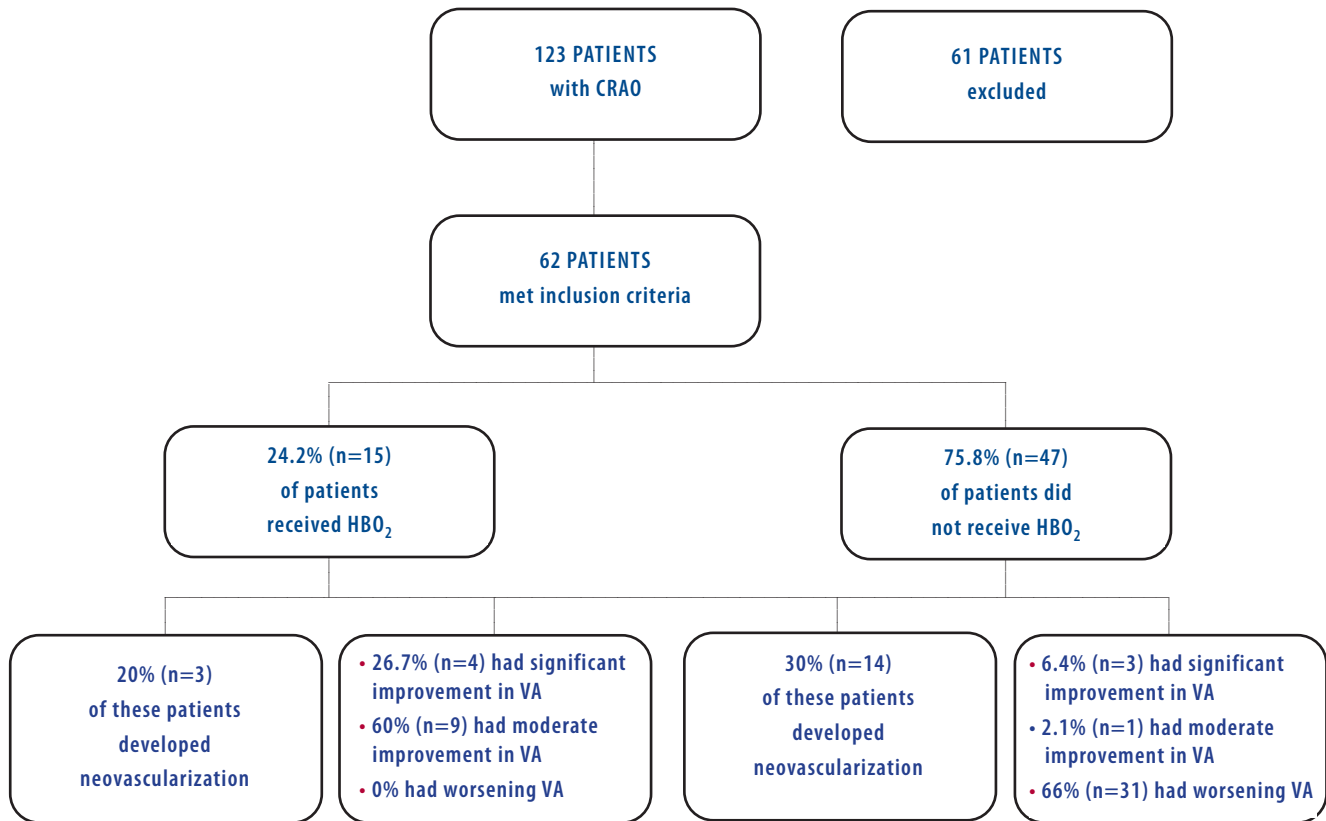 123 PATIENTS
with CRAO
61 PATIENTS
excluded
62 PATIENTS
met inclusion criteria
24.2% (n=15)
of patients
received HBO₂
75.8% (n=47)
of patients did
not receive HBO₂
20% (n=3)
of these patients
developed
neovascularization
• 26.7% (n=4) had significant
improvement in VA
• 60% (n=9) had moderate
improvement in VA
• 0% had worsening VA
30% (n=14)
of these patients
developed
neovascularization
• 6.4% (n=3) had significant
improvement in VA
• 2.1% (n=1) had moderate
improvement in VA
• 66% (n=31) had worsening VA